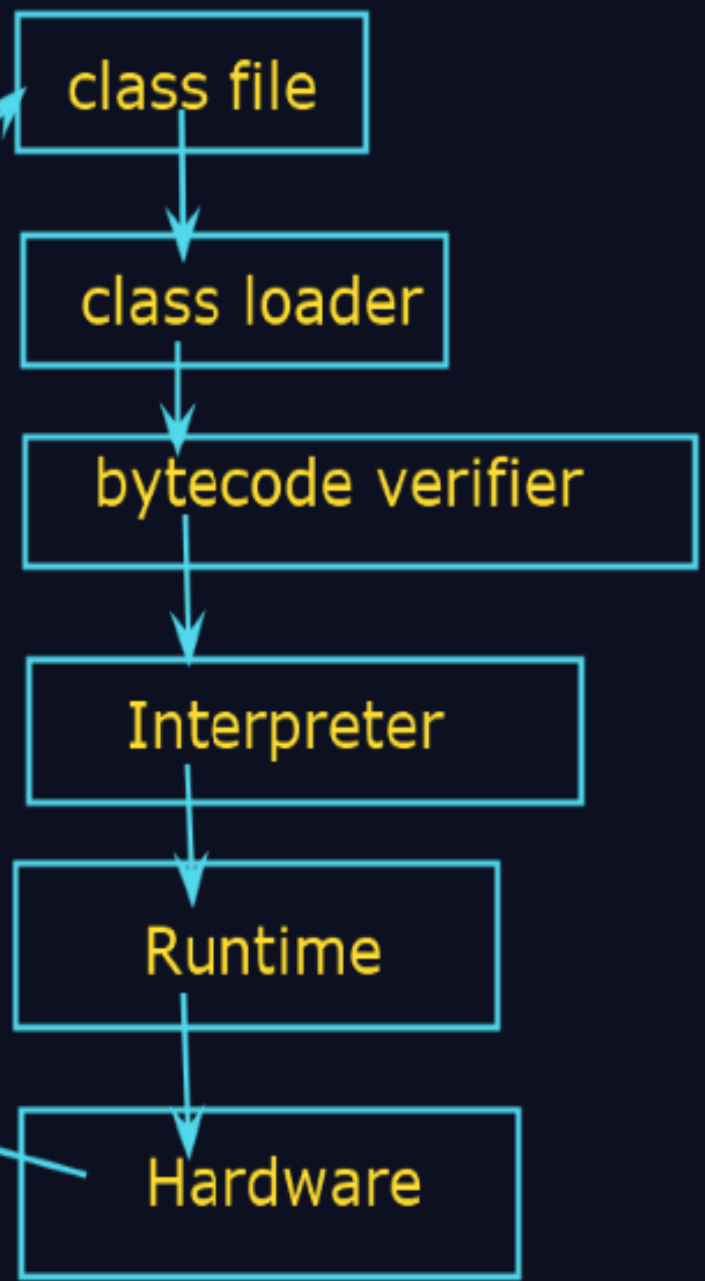 class file
class loader
bytecode verifier
Interpreter
Runtime
Hardware